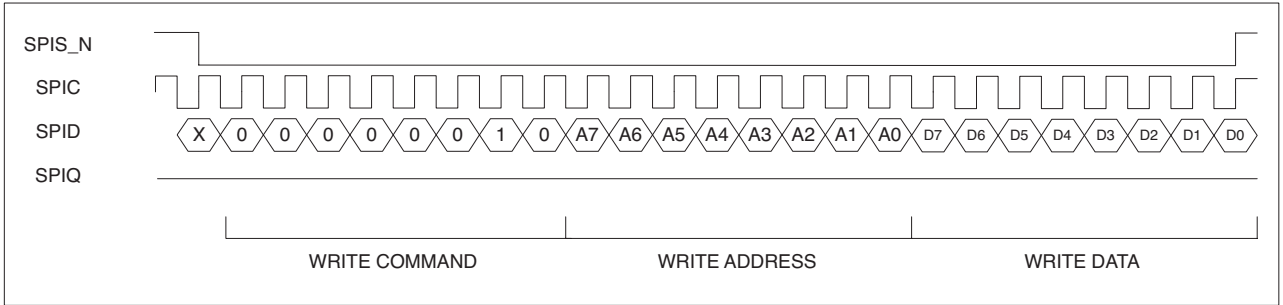 SPIS_N
SPIC
SPID X 0 0 0 0 0 0 1 0 A7 A6 A5 A4 A3 A2 A1 A0 D7 D6 D5 D4 D3 D2 D1 D0
SPIQ
WRITE COMMAND WRITE ADDRESS WRITE DATA